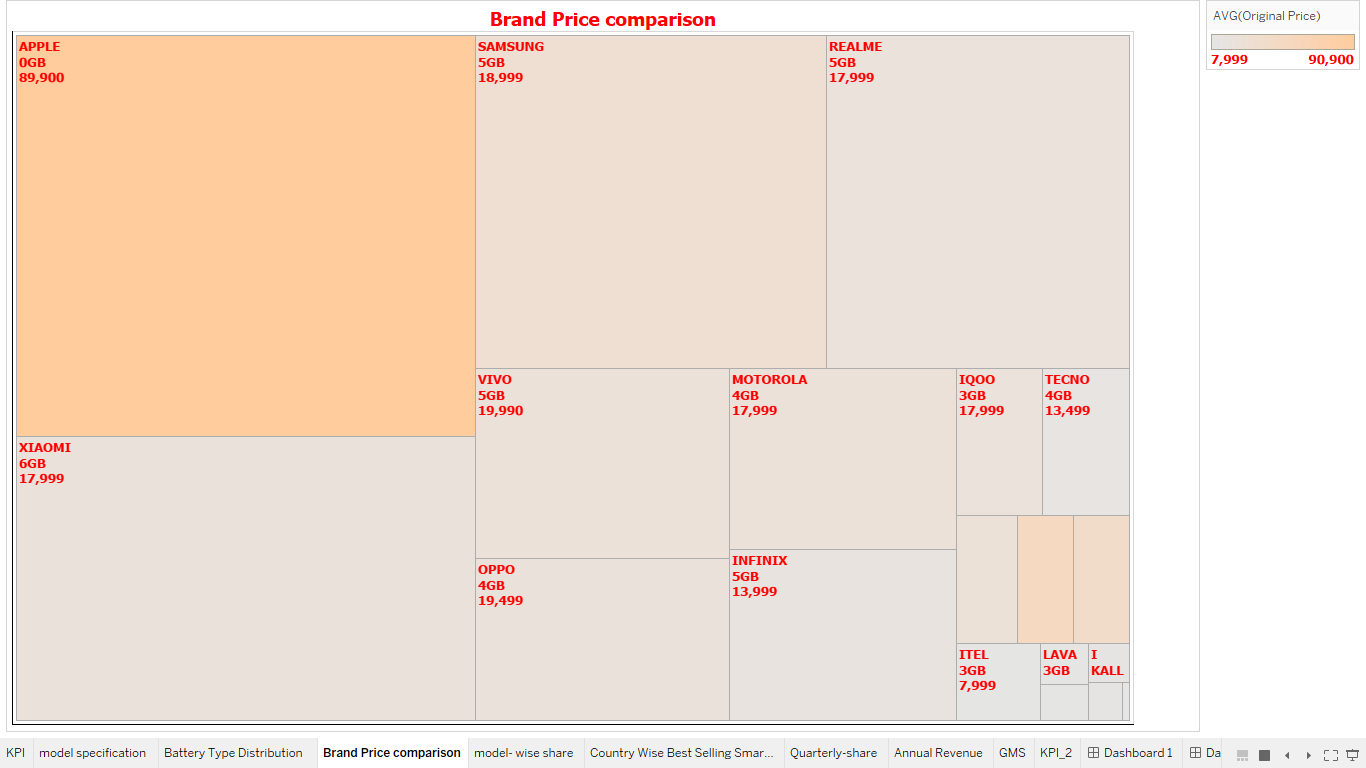 Brand Price comparison
AVG(Original Price)
7,999 90,900
APPLE
0GB
89,900
SAMSUNG
5GB
18,999
REALME
5GB
17,999
XIAOMI
6GB
17,999
VIVO
5GB
19,990
MOTOROLA
4GB
17,999
IQOO
3GB
17,999
TECNO
4GB
13,499
OPPO
4GB
19,499
INFINIX
5GB
13,999
ITEL
3GB
7,999
LAVA
3GB
I
KALL
KPI model specification Battery Type Distribution Brand Price comparison model- wise share Country Wise Best Selling Smar... Quarterly-share Annual Revenue GMS KPI_2 Dashboard 1 Da